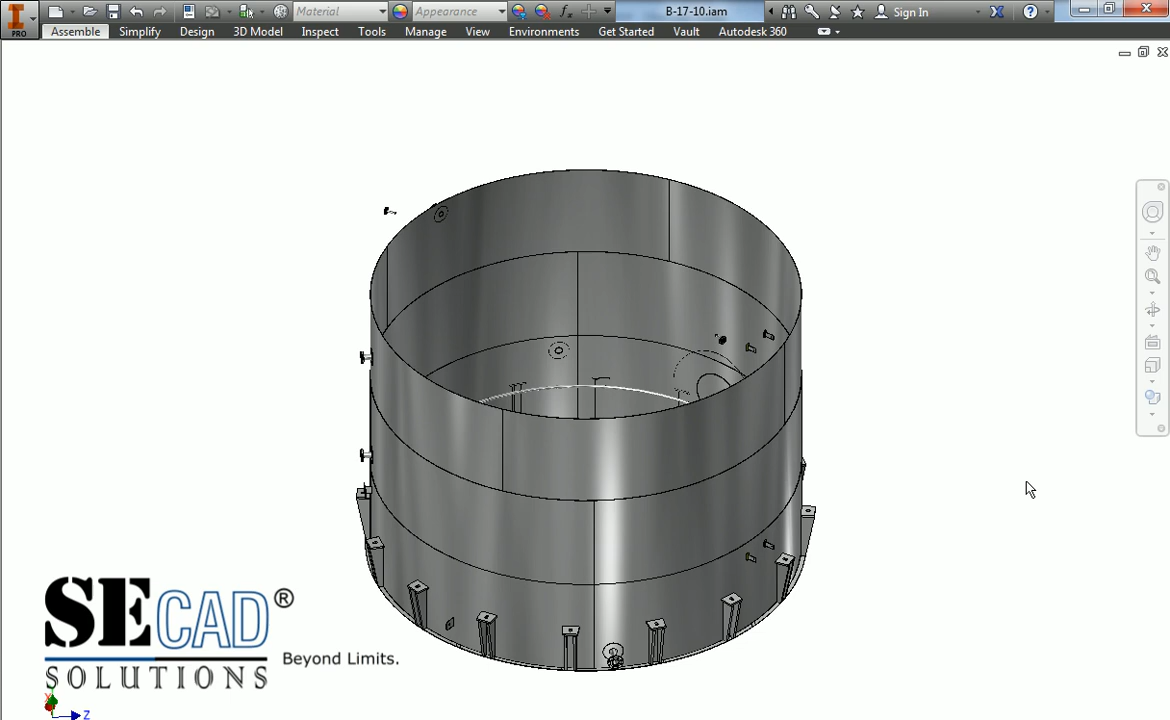 PRO
Material
Appearance
fx
B-17-10.iam
Sign In
Assemble Simplify Design 3D Model Inspect Tools Manage View Environments Get Started Vault Autodesk 360
SECAD®
SOLUTIONS
Beyond Limits.
Z